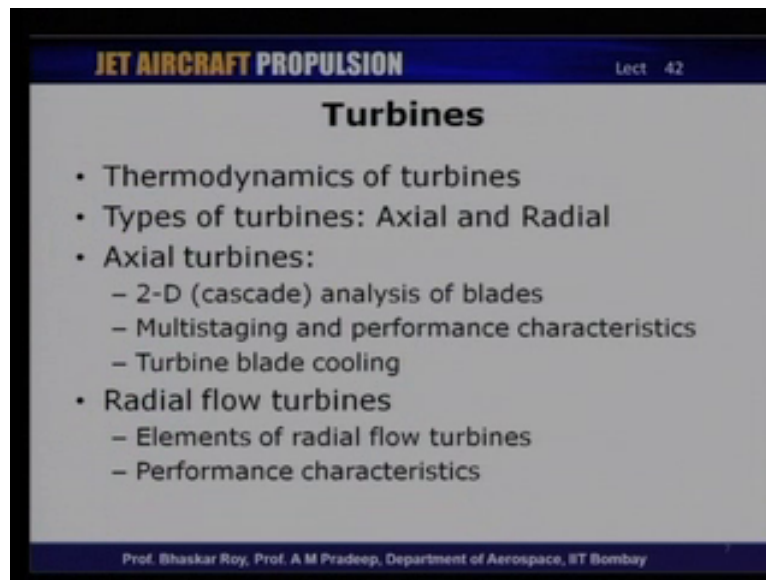 JET AIRCRAFT PROPULSION Lect 42
Turbines
• Thermodynamics of turbines
• Types of turbines: Axial and Radial
• Axial turbines:
– 2-D (cascade) analysis of blades
– Multistaging and performance characteristics
– Turbine blade cooling
• Radial flow turbines
– Elements of radial flow turbines
– Performance characteristics
Prof. Bhaskar Roy, Prof. A M Pradeep, Department of Aerospace, IIT Bombay